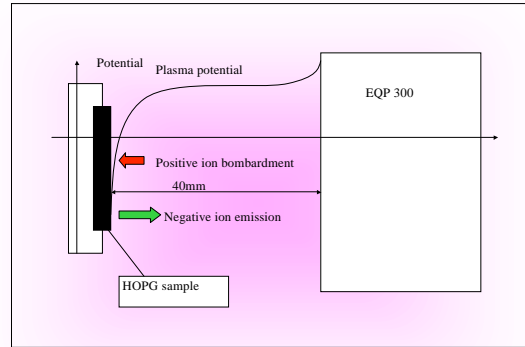 Potential
Plasma potential
EQP 300
Positive ion bombardment
40mm
Negative ion emission
HOPG sample